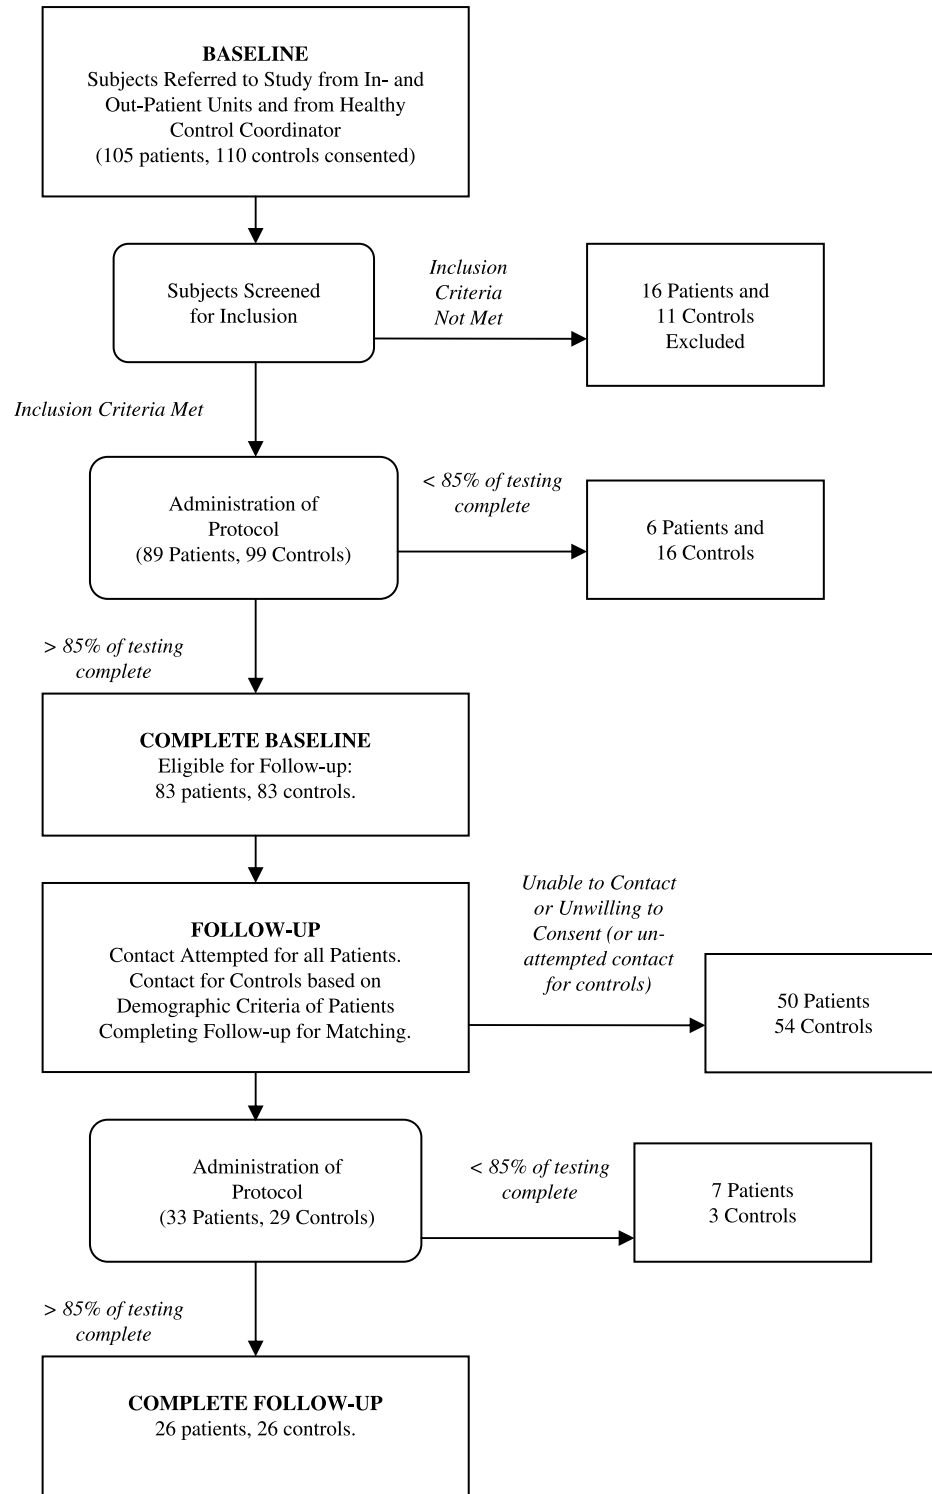 BASELINE
Subjects Referred to Study from In- and
Out-Patient Units and from Healthy
Control Coordinator
(105 patients, 110 controls consented)
Subjects Screened
for Inclusion
Inclusion
Criteria
Not Met
16 Patients and
11 Controls
Excluded
Inclusion Criteria Met
Administration of
Protocol
(89 Patients, 99 Controls)
< 85% of testing
complete
6 Patients and
16 Controls
> 85% of testing
complete
COMPLETE BASELINE
Eligible for Follow-up:
83 patients, 83 controls.
FOLLOW-UP
Contact Attempted for all Patients.
Contact for Controls based on
Demographic Criteria of Patients
Completing Follow-up for Matching.
Unable to Contact
or Unwilling to
Consent (or un-
attempted contact
for controls)
50 Patients
54 Controls
Administration of
Protocol
(33 Patients, 29 Controls)
< 85% of testing
complete
7 Patients
3 Controls
> 85% of testing
complete
COMPLETE FOLLOW-UP
26 patients, 26 controls.